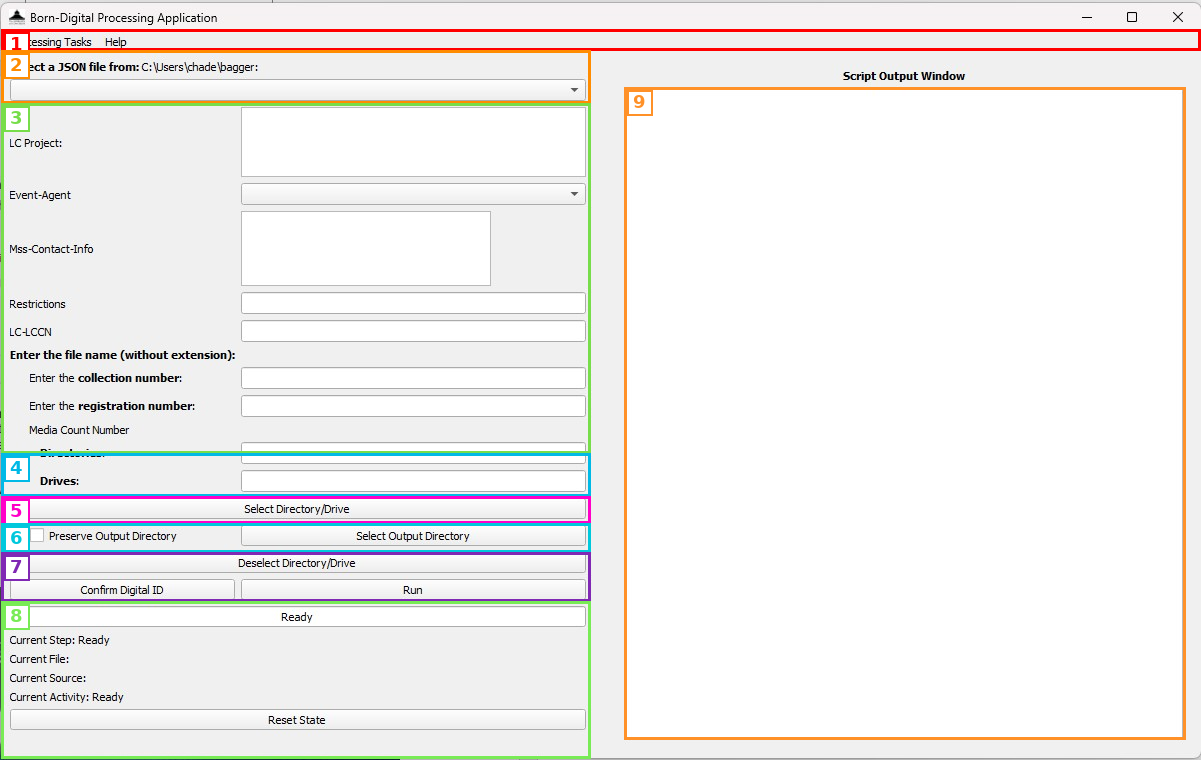 Born-Digital Processing Application
1 essing Tasks Help
2 ect a JSON file from: C:\Users\chade\bagger:
Script Output Window
3
9
LC Project:
Event-Agent
Mss-Contact-Info
Restrictions
LC-LCCN
Enter the file name (without extension):
Enter the collection number:
Enter the registration number:
Media Count Number
Directories:
4
Drives:
5 Select Directory/Drive
6 Preserve Output Directory Select Output Directory
7 Deselect Directory/Drive
Confirm Digital ID Run
8 Ready
Current Step: Ready
Current File:
Current Source:
Current Activity: Ready
Reset State